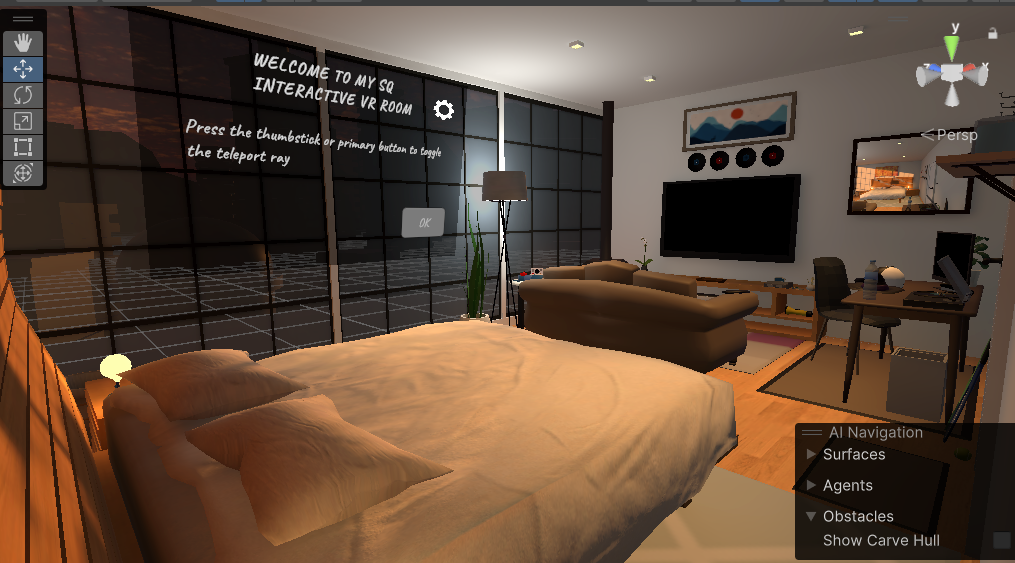 WELCOME TO MY SQ
INTERACTIVE VR ROOM
Press the thumbstick or primary button to toggle
the teleport ray
OK
y
x
z
Persp
AI Navigation
Surfaces
Agents
Obstacles
Show Carve Hull